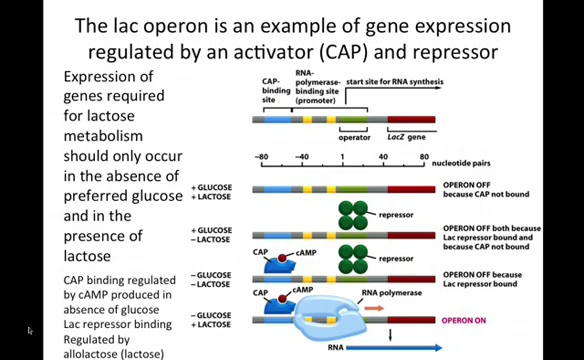 The lac operon is an example of gene expression
regulated by an activator (CAP) and repressor
Expression of
genes required
for lactose
metabolism
should only occur
in the absence of
preferred glucose
and in the
presence of
lactose
CAP binding regulated
by cAMP produced in
absence of glucose
Lac repressor binding
Regulated by
allolactose (lactose)
CAP-
binding
site
RNA-
polymerase-
binding site
(promoter)
start site for RNA synthesis
operator
LacZ gene
-80 -40 1 40 80
nucleotide pairs
+ GLUCOSE
+ LACTOSE
OPERON OFF
because CAP not bound
repressor
+ GLUCOSE
− LACTOSE
OPERON OFF both because
Lac repressor bound and
because CAP not bound
CAP
cAMP
repressor
− GLUCOSE
− LACTOSE
OPERON OFF because
Lac repressor bound
CAP
cAMP
RNA polymerase
− GLUCOSE
+ LACTOSE
OPERON ON
RNA